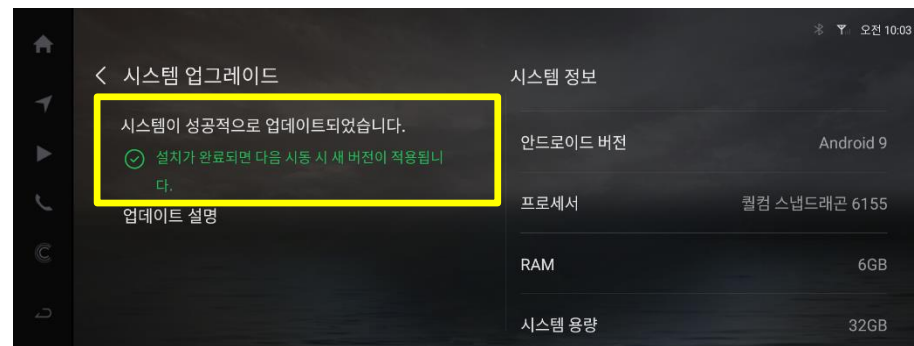 오전 10:03
시스템 업그레이드
시스템이 성공적으로 업데이트되었습니다.
설치가 완료되면 다음 시동 시 새 버전이 적용됩니
다.
업데이트 설명
시스템 정보
안드로이드 버전 Android 9
프로세서 퀄컴 스냅드래곤 6155
RAM 6GB
시스템 용량 32GB